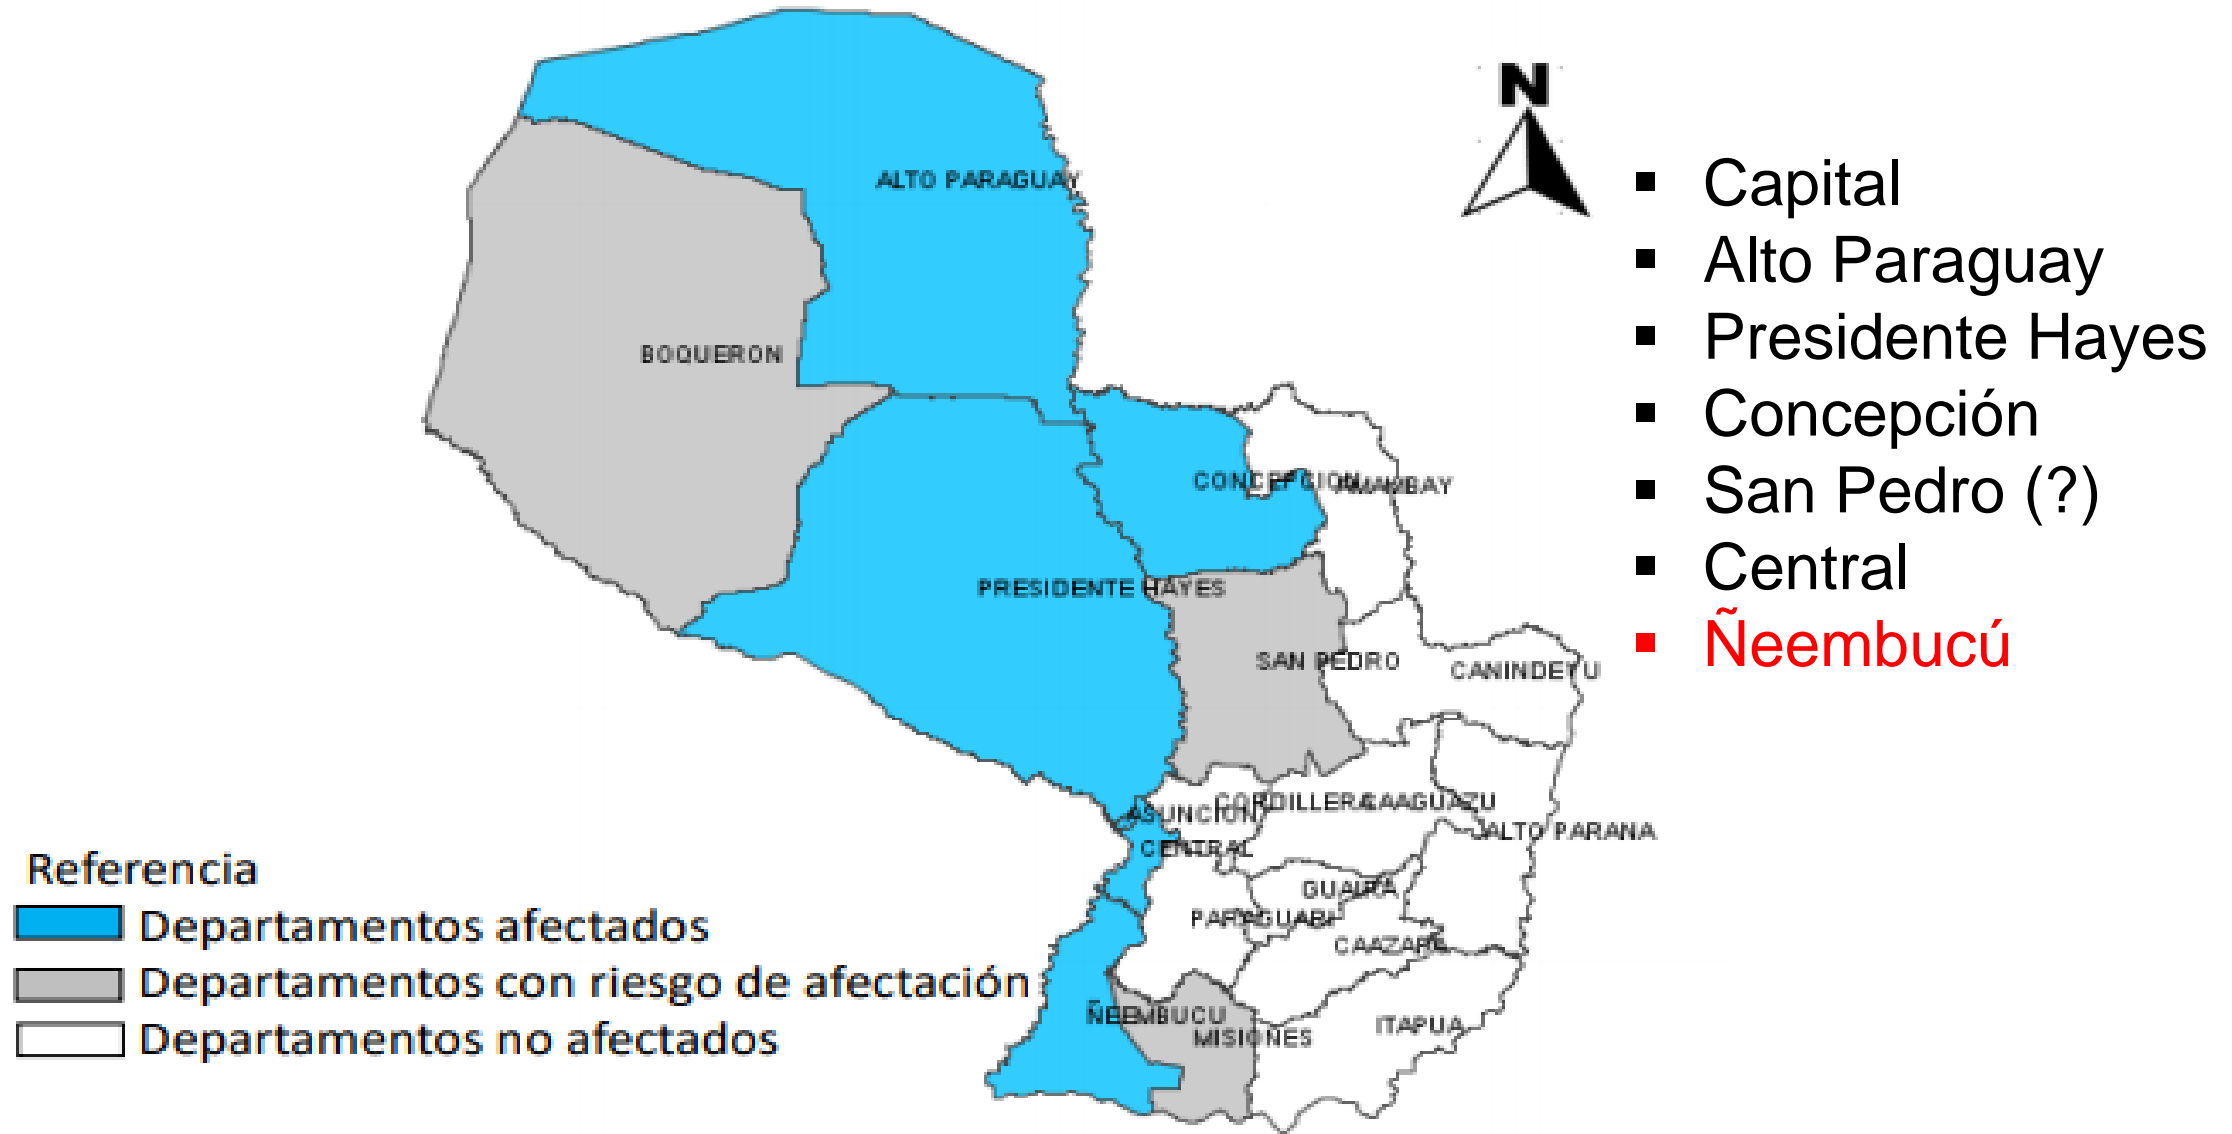 N
ALTO PARAGUAY
BOQUERON
CONCEPCION
AMAMBAY
PRESIDENTE HAYES
SAN PEDRO
CANINDEYU
ASUNCION
CORDILLERA
CAAGUAZU
ALTO PARANA
CENTRAL
GUAIRA
PARAGUARI
CAAZAPA
ÑEEMBUCU
MISIONES
ITAPUA
▪ Capital
▪ Alto Paraguay
▪ Presidente Hayes
▪ Concepción
▪ San Pedro (?)
▪ Central
▪ Ñeembucú
Referencia
Departamentos afectados
Departamentos con riesgo de afectación
Departamentos no afectados